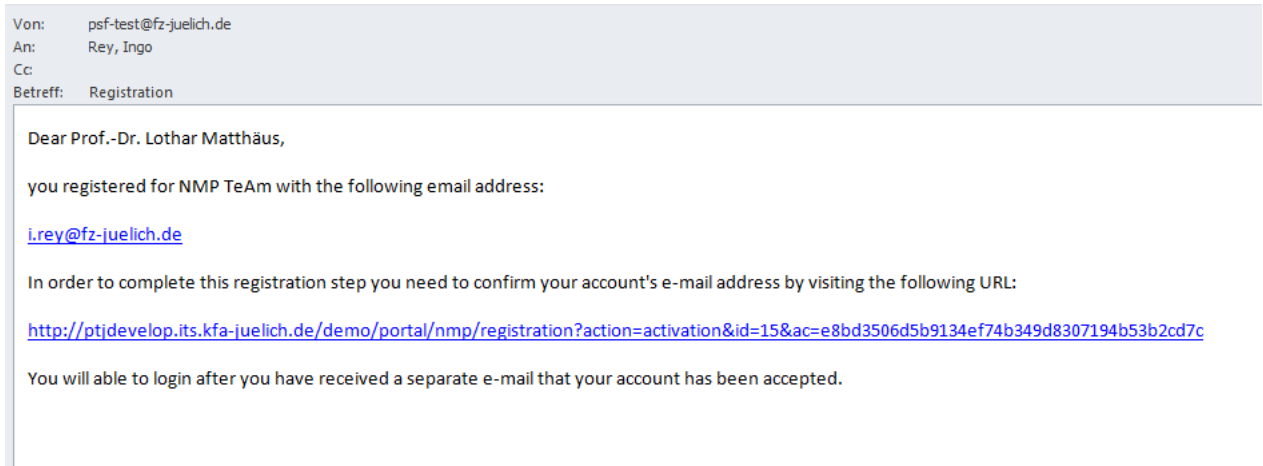 Von: psf-test@fz-juelich.de
An: Rey, Ingo
Cc:
Betreff: Registration
Dear Prof.-Dr. Lothar Matthäus,
you registered for NMP TeAm with the following email address:
i.rey@fz-juelich.de
In order to complete this registration step you need to confirm your account's e-mail address by visiting the following URL:
http://ptjdevelop.its.kfa-juelich.de/demo/portal/nmp/registration?action=activation&id=15&ac=e8bd3506d5b9134ef74b349d8307194b53b2cd7c
You will able to login after you have received a separate e-mail that your account has been accepted.